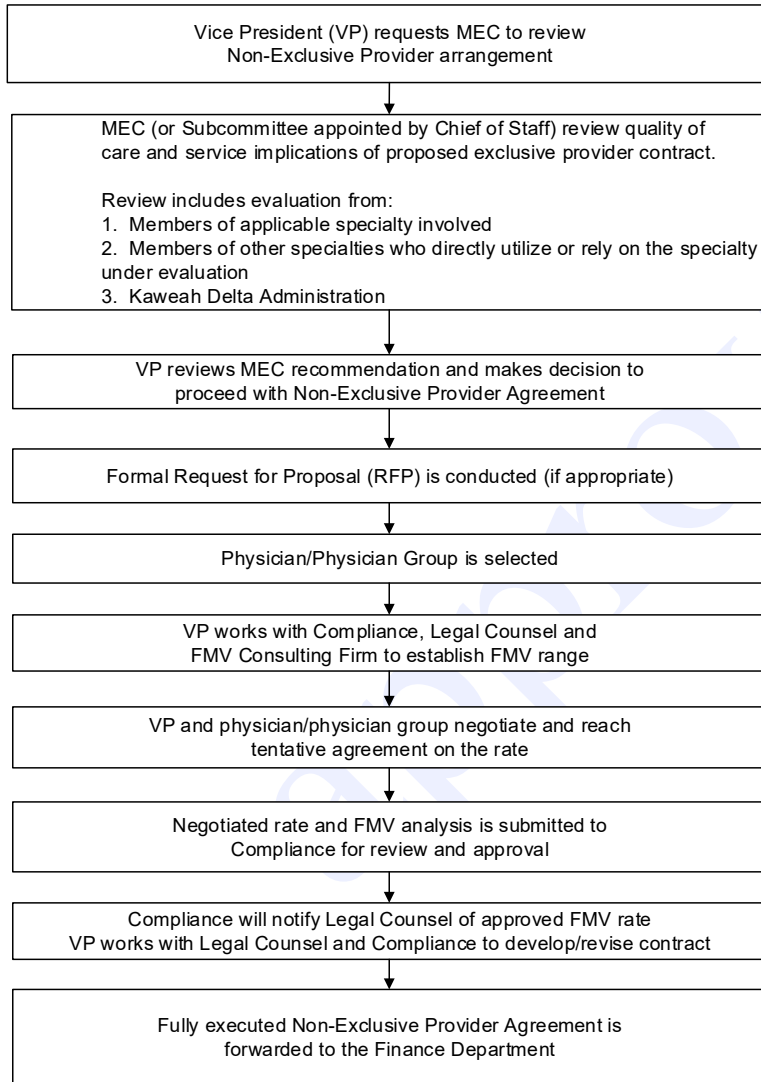 Vice President (VP) requests MEC to review
Non-Exclusive Provider arrangement
MEC (or Subcommittee appointed by Chief of Staff) review quality of
care and service implications of proposed exclusive provider contract.
Review includes evaluation from:
1. Members of applicable specialty involved
2. Members of other specialties who directly utilize or rely on the specialty
under evaluation
3. Kaweah Delta Administration
VP reviews MEC recommendation and makes decision to
proceed with Non-Exclusive Provider Agreement
Formal Request for Proposal (RFP) is conducted (if appropriate)
Physician/Physician Group is selected
VP works with Compliance, Legal Counsel and
FMV Consulting Firm to establish FMV range
VP and physician/physician group negotiate and reach
tentative agreement on the rate
Negotiated rate and FMV analysis is submitted to
Compliance for review and approval
Compliance will notify Legal Counsel of approved FMV rate
VP works with Legal Counsel and Compliance to develop/revise contract
Fully executed Non-Exclusive Provider Agreement is
forwarded to the Finance Department